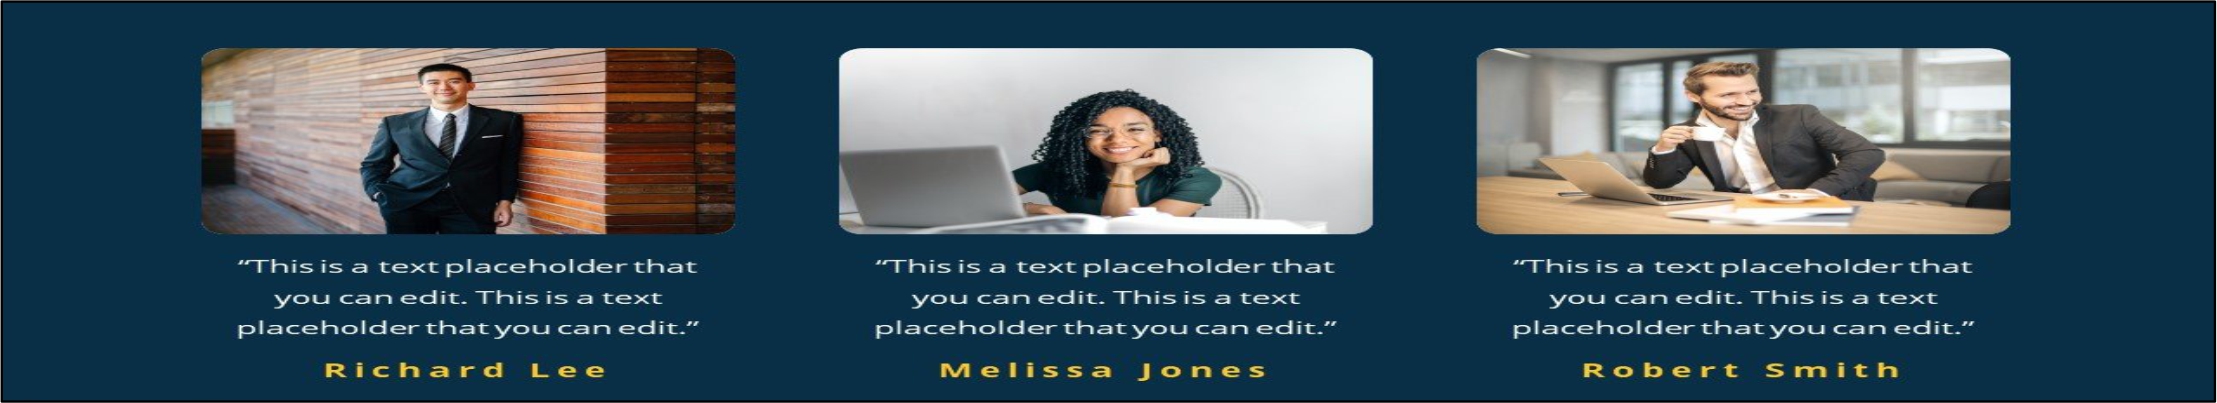 “This is a text placeholder that
you can edit. This is a text
placeholder that you can edit.”
Richard Lee
“This is a text placeholder that
you can edit. This is a text
placeholder that you can edit.”
Melissa Jones
“This is a text placeholder that
you can edit. This is a text
placeholder that you can edit.”
Robert Smith